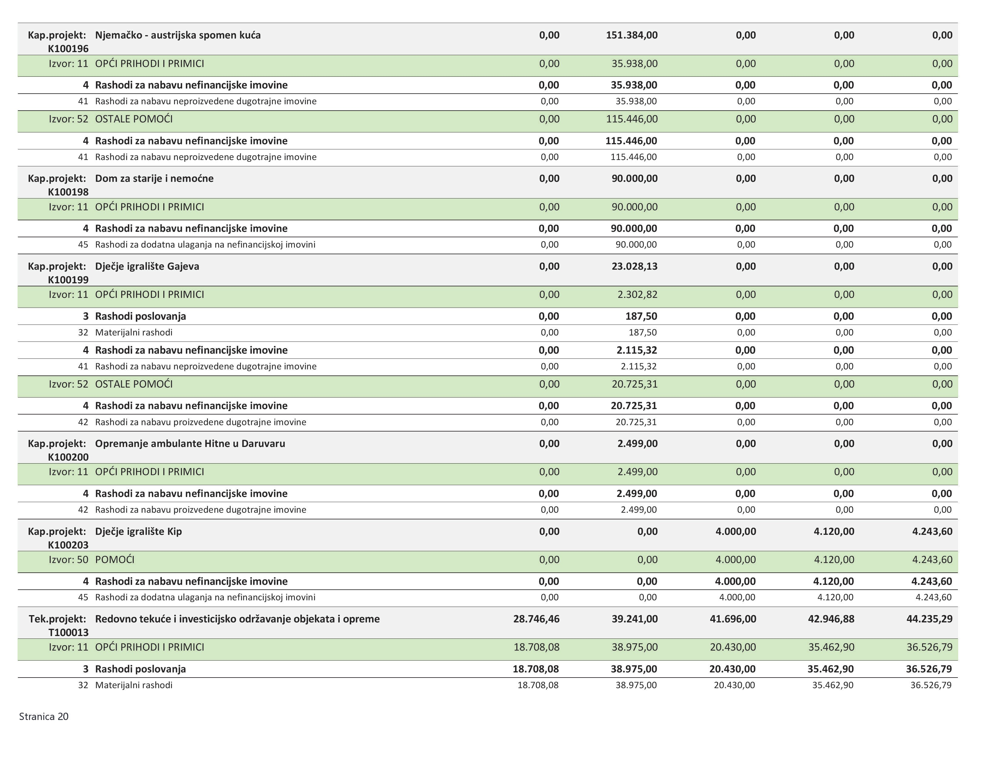 Kap.projekt: Njemačko - austrijska spomen kuća 0,00 151.384,00 0,00 0,00 0,00
K100196
Izvor: 11 OPĆI PRIHODI I PRIMICI 0,00 35.938,00 0,00 0,00 0,00
4 Rashodi za nabavu nefinancijske imovine 0,00 35.938,00 0,00 0,00 0,00
41 Rashodi za nabavu neproizvedene dugotrajne imovine 0,00 35.938,00 0,00 0,00 0,00
Izvor: 52 OSTALE POMOĆI 0,00 115.446,00 0,00 0,00 0,00
4 Rashodi za nabavu nefinancijske imovine 0,00 115.446,00 0,00 0,00 0,00
41 Rashodi za nabavu neproizvedene dugotrajne imovine 0,00 115.446,00 0,00 0,00 0,00
Kap.projekt: Dom za starije i nemoćne 0,00 90.000,00 0,00 0,00 0,00
K100198
Izvor: 11 OPĆI PRIHODI I PRIMICI 0,00 90.000,00 0,00 0,00 0,00
4 Rashodi za nabavu nefinancijske imovine 0,00 90.000,00 0,00 0,00 0,00
45 Rashodi za dodatna ulaganja na nefinancijskoj imovini 0,00 90.000,00 0,00 0,00 0,00
Kap.projekt: Dječje igralište Gajeva 0,00 23.028,13 0,00 0,00 0,00
K100199
Izvor: 11 OPĆI PRIHODI I PRIMICI 0,00 2.302,82 0,00 0,00 0,00
3 Rashodi poslovanja 0,00 187,50 0,00 0,00 0,00
32 Materijalni rashodi 0,00 187,50 0,00 0,00 0,00
4 Rashodi za nabavu nefinancijske imovine 0,00 2.115,32 0,00 0,00 0,00
41 Rashodi za nabavu neproizvedene dugotrajne imovine 0,00 2.115,32 0,00 0,00 0,00
Izvor: 52 OSTALE POMOĆI 0,00 20.725,31 0,00 0,00 0,00
4 Rashodi za nabavu nefinancijske imovine 0,00 20.725,31 0,00 0,00 0,00
42 Rashodi za nabavu proizvedene dugotrajne imovine 0,00 20.725,31 0,00 0,00 0,00
Kap.projekt: Opremanje ambulante Hitne u Daruvaru 0,00 2.499,00 0,00 0,00 0,00
K100200
Izvor: 11 OPĆI PRIHODI I PRIMICI 0,00 2.499,00 0,00 0,00 0,00
4 Rashodi za nabavu nefinancijske imovine 0,00 2.499,00 0,00 0,00 0,00
42 Rashodi za nabavu proizvedene dugotrajne imovine 0,00 2.499,00 0,00 0,00 0,00
Kap.projekt: Dječje igralište Kip 0,00 0,00 4.000,00 4.120,00 4.243,60
K100203
Izvor: 50 POMOĆI 0,00 0,00 4.000,00 4.120,00 4.243,60
4 Rashodi za nabavu nefinancijske imovine 0,00 0,00 4.000,00 4.120,00 4.243,60
45 Rashodi za dodatna ulaganja na nefinancijskoj imovini 0,00 0,00 4.000,00 4.120,00 4.243,60
Tek.projekt: Redovno tekuće i investicijsko održavanje objekata i opreme 28.746,46 39.241,00 41.696,00 42.946,88 44.235,29
T100013
Izvor: 11 OPĆI PRIHODI I PRIMICI 18.708,08 38.975,00 20.430,00 35.462,90 36.526,79
3 Rashodi poslovanja 18.708,08 38.975,00 20.430,00 35.462,90 36.526,79
32 Materijalni rashodi 18.708,08 38.975,00 20.430,00 35.462,90 36.526,79
Stranica 20